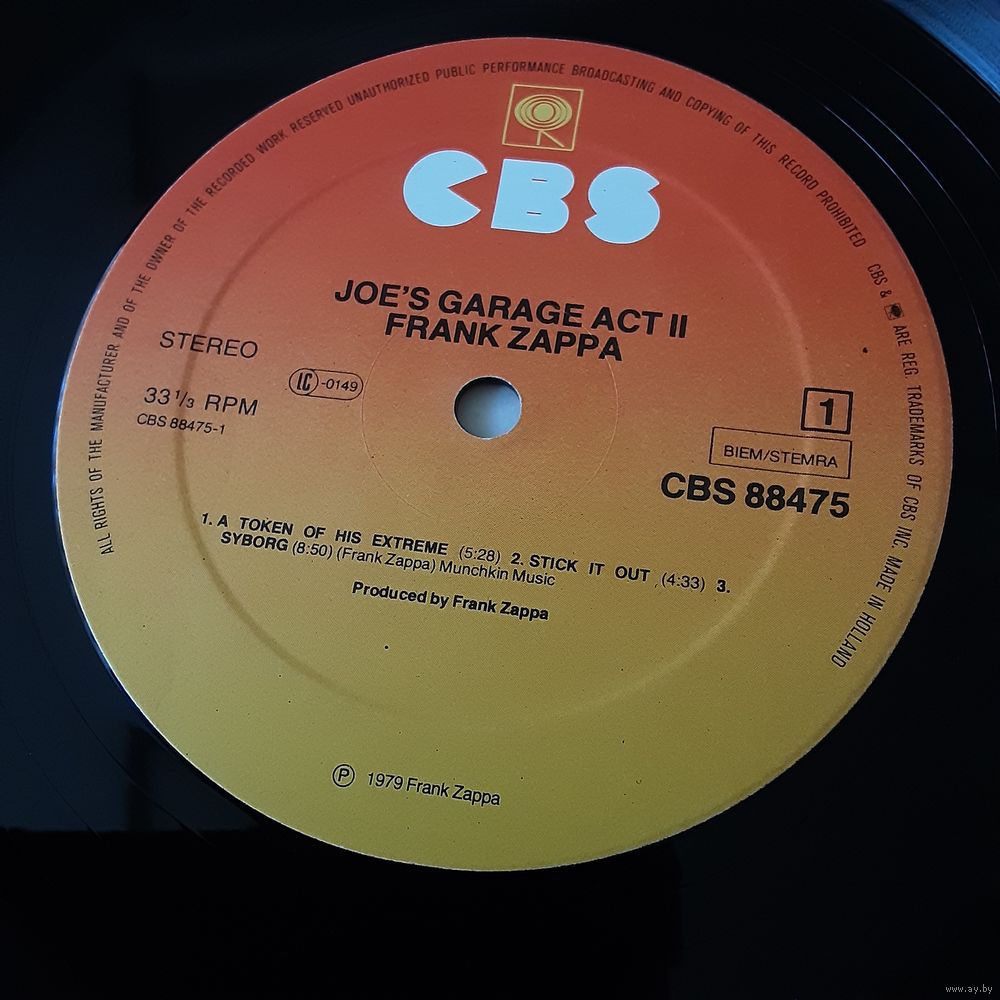 ALL RIGHTS OF THE MANUFACTURER AND OF THE OWNER OF THE RECORDED WORK RESERVED UNAUTHORIZED PUBLIC PERFORMANCE BROADCASTING AND COPYING OF THIS RECORD PROHIBITED CBS & ARE REG. TRADEMARKS OF CBS INC. MADE IN HOLLAND
CBS
JOE'S GARAGE ACT II
FRANK ZAPPA
STEREO
LC-0149
33 1/3 RPM
CBS 88475-1
1
BIEM/STEMRA
CBS 88475
1. A TOKEN OF HIS EXTREME (5:28) 2. STICK IT OUT (4:33) 3.
SYBORG (8:50) (Frank Zappa) Munchkin Music
Produced by Frank Zappa
Ⓟ 1979 Frank Zappa
www.ay.by